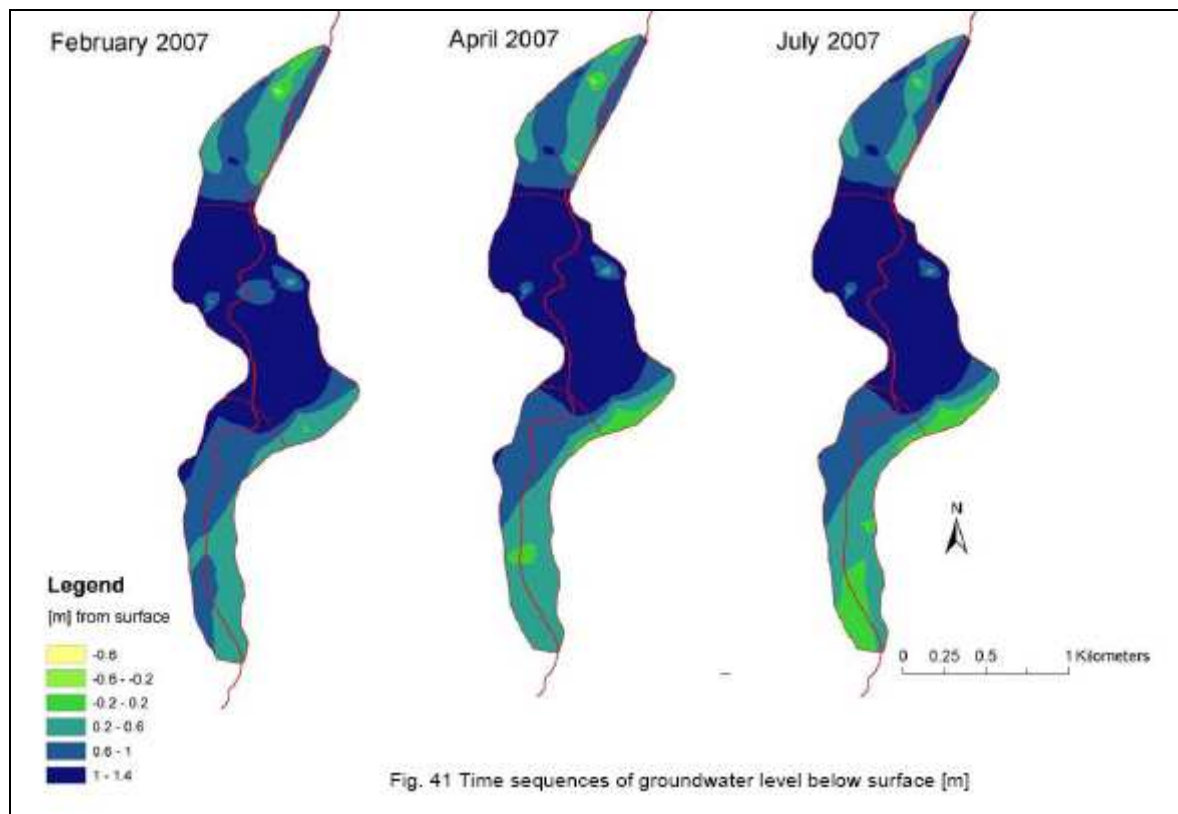 February 2007
April 2007
July 2007
N
Legend
[m] from surface
-0.6
-0.6 - -0.2
-0.2 - 0.2
0.2 - 0.6
0.6 - 1
1 - 1.4
0 0.25 0.5 1 Kilometers
Fig. 41 Time sequences of groundwater level below surface [m]